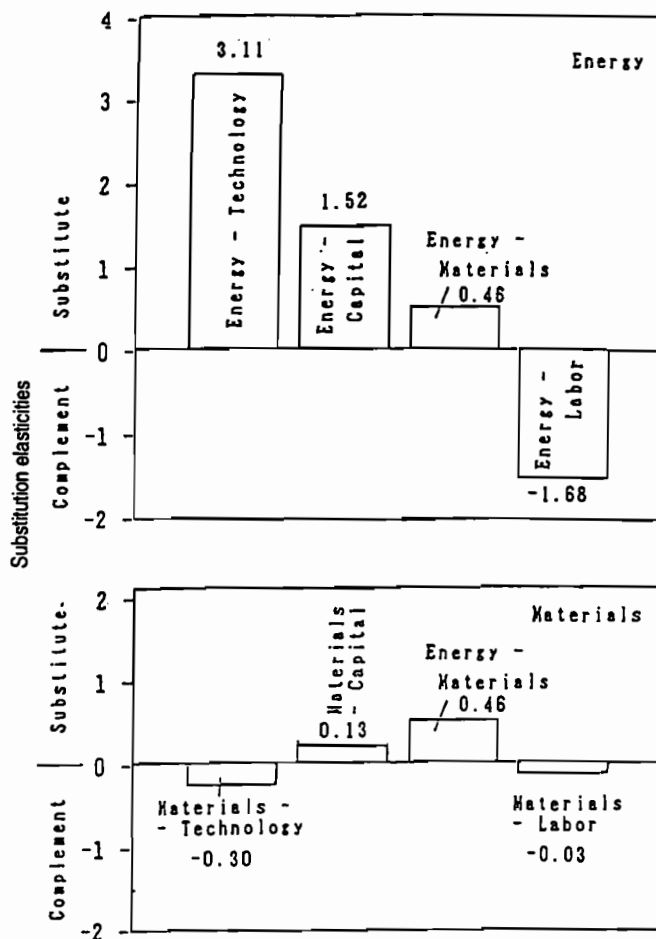 Substitution elasticities
Substitute
Complement
4
3
2
1
0
-1
-2
Energy
3.11
Energy - Technology
1.52
Energy -
Capital
Energy -
Materials
0.46
Energy -
Labor
-1.68
Substitute-
Complement
2
1
0
-1
-2
Materials
Materials
- Capital
0.13
Energy -
Materials
0.46
Materials -
- Technology
-0.30
Materials
- Labor
-0.03